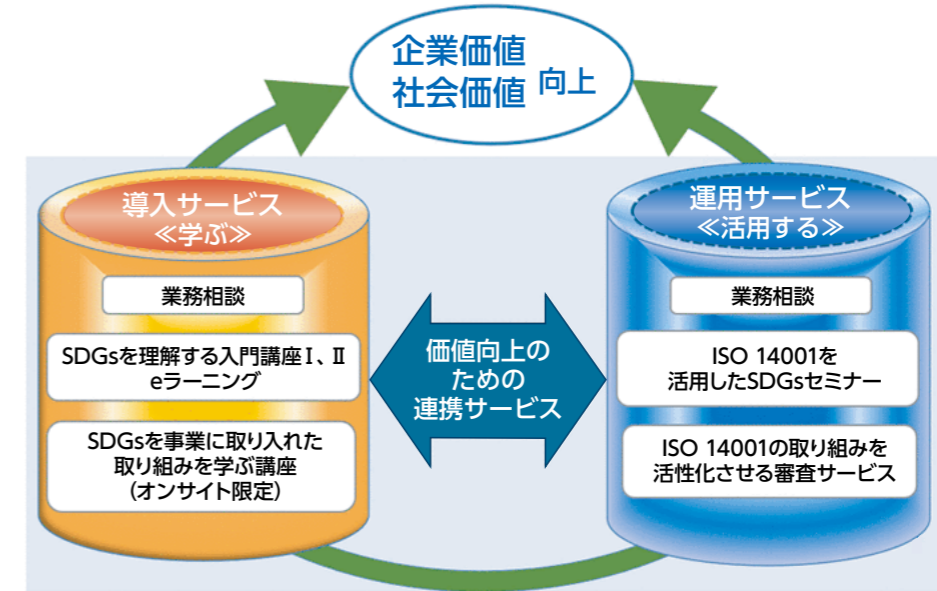 企業価値
社会価値 向上
導入サービス
≪学ぶ≫
業務相談
SDGsを理解する入門講座Ⅰ、Ⅱ
eラーニング
SDGsを事業に取り入れた
取り組みを学ぶ講座
(オンサイト限定)
価値向上の
ための
連携サービス
運用サービス
≪活用する≫
業務相談
ISO 14001を
活用したSDGsセミナー
ISO 14001の取り組みを
活性化させる審査サービス